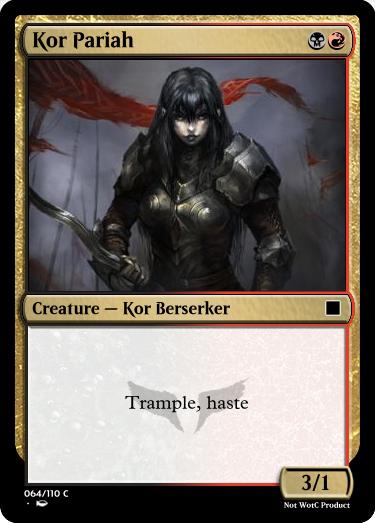 Kor Pariah
Creature — Kor Berserker
Trample, haste
3/1
064/110 C
Not WotC Product